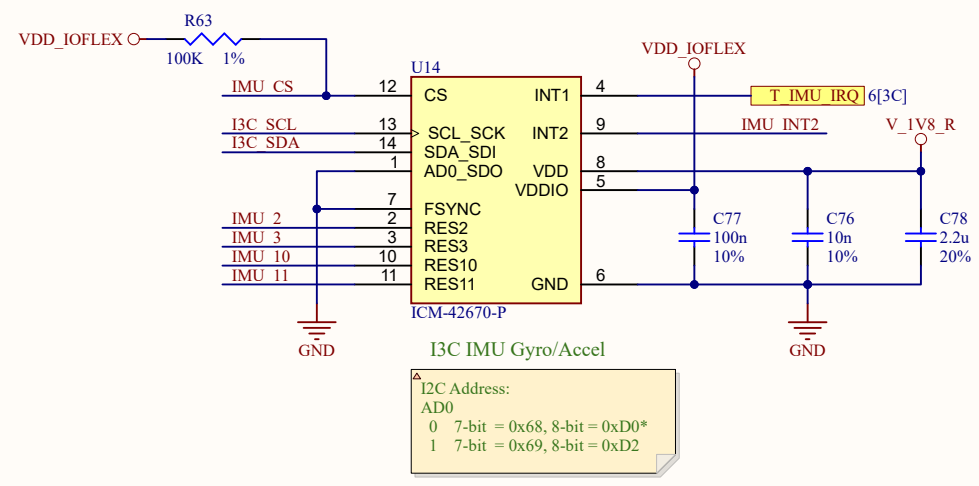 R63
VDD_IOFLEX
100K 1%
VDD_IOFLEX
U14
IMU_CS 12 CS
INT1 4 T_IMU_IRQ 6[3C]
I3C_SCL 13 SCL_SCK
INT2 9 IMU_INT2
V_1V8_R
I3C_SDA 14 SDA_SDI
1 AD0_SDO
VDD 8
VDDIO 5
7 FSYNC
IMU_2 2 RES2
IMU_3 3 RES3
IMU_10 10 RES10
IMU_11 11 RES11
GND 6
C77
100n
10%
C76
10n
10%
C78
2.2u
20%
ICM-42670-P
GND
GND
I3C IMU Gyro/Accel
I2C Address:
AD0
0 7-bit = 0x68, 8-bit = 0xD0*
1 7-bit = 0x69, 8-bit = 0xD2